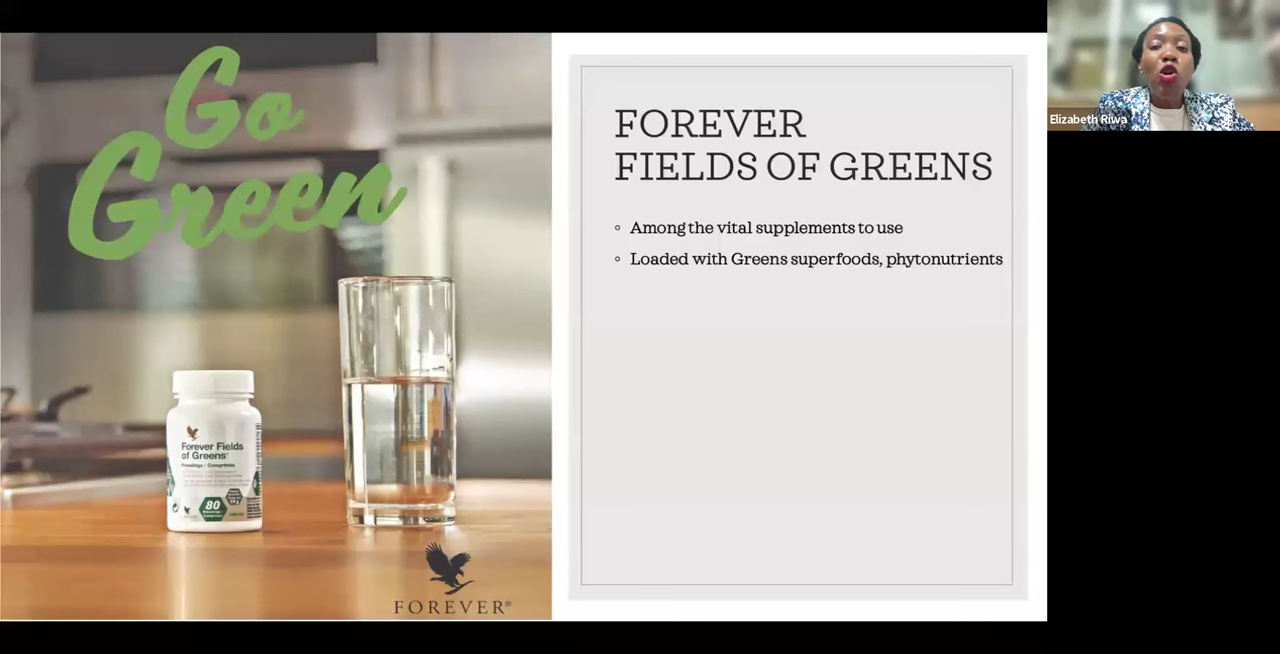 Go
Green
Forever Fields
of Greens
80
FOREVER®
FOREVER
FIELDS OF GREENS
Among the vital supplements to use
Loaded with Greens superfoods, phytonutrients
Elizabeth Riwa